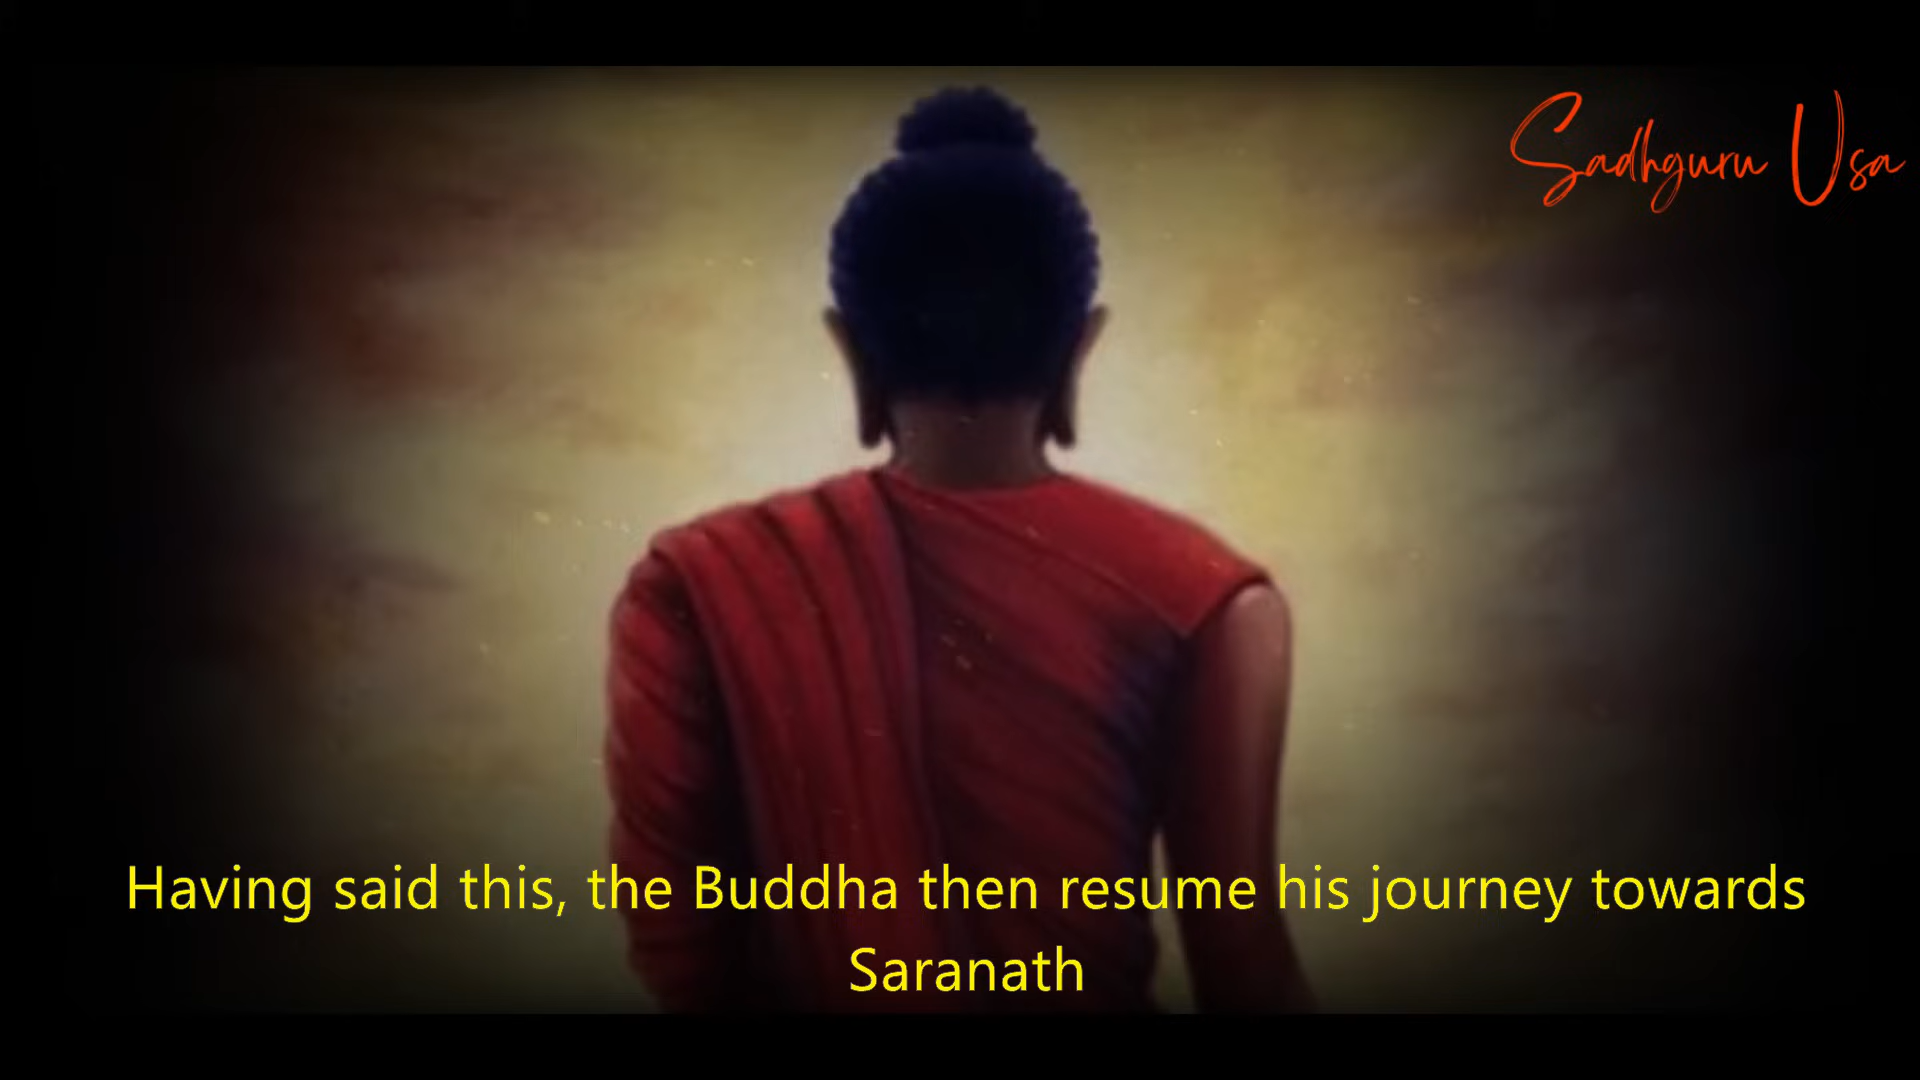 Sadhguru Usa
Having said this, the Buddha then resume his journey towards
Saranath